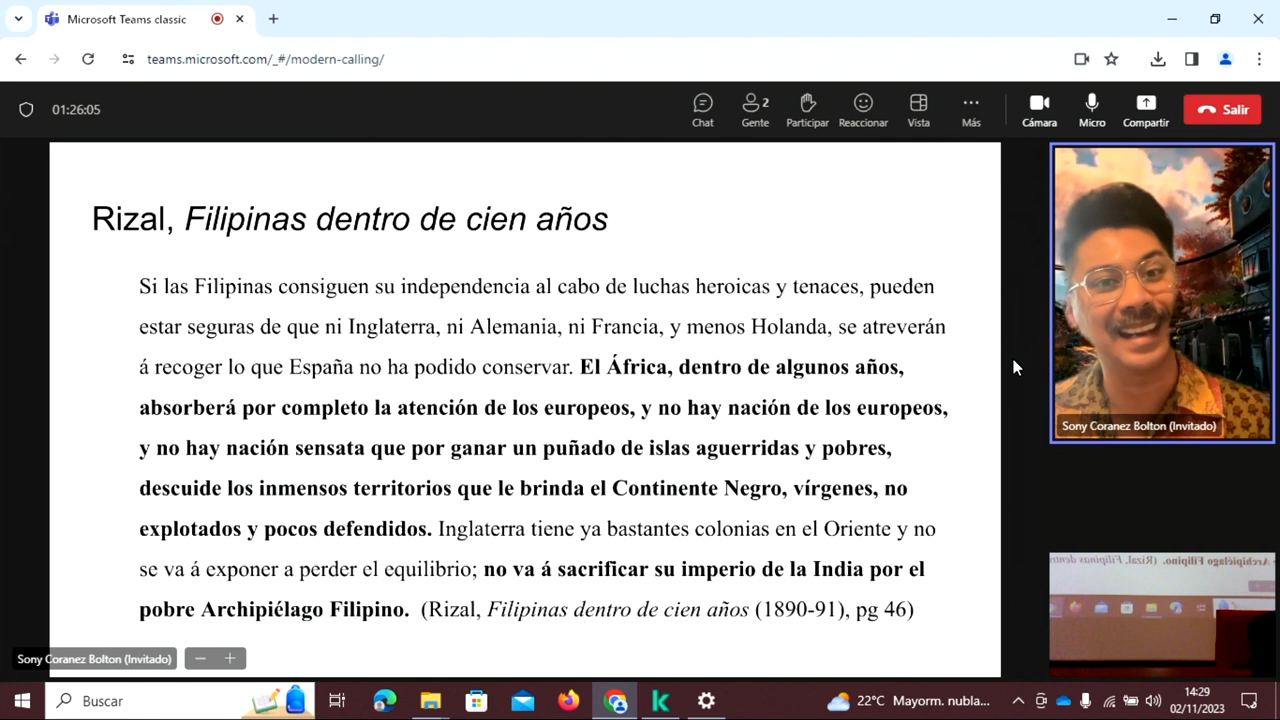 Microsoft Teams classic
teams.microsoft.com/_#/modern-calling/
01:26:05
Chat
2
Gente
Participar
Reaccionar
Vista
Más
Cámara
Micro
Compartir
Salir
Rizal, Filipinas dentro de cien años
Si las Filipinas consiguen su independencia al cabo de luchas heroicas y tenaces, pueden
estar seguras de que ni Inglaterra, ni Alemania, ni Francia, y menos Holanda, se atreverán
á recoger lo que España no ha podido conservar. El África, dentro de algunos años,
absorberá por completo la atención de los europeos, y no hay nación de los europeos,
y no hay nación sensata que por ganar un puñado de islas aguerridas y pobres,
descuide los inmensos territorios que le brinda el Continente Negro, vírgenes, no
explotados y pocos defendidos. Inglaterra tiene ya bastantes colonias en el Oriente y no
se va á exponer a perder el equilibrio; no va á sacrificar su imperio de la India por el
pobre Archipiélago Filipino. (Rizal, Filipinas dentro de cien años (1890-91), pg 46)
Sony Coranez Bolton (Invitado)
Archipiélago Filipino. (Rizal, Filipinas dentro
Sony Coranez Bolton (Invitado)
Buscar
22°C Mayorm. nubla...
14:29
02/11/2023